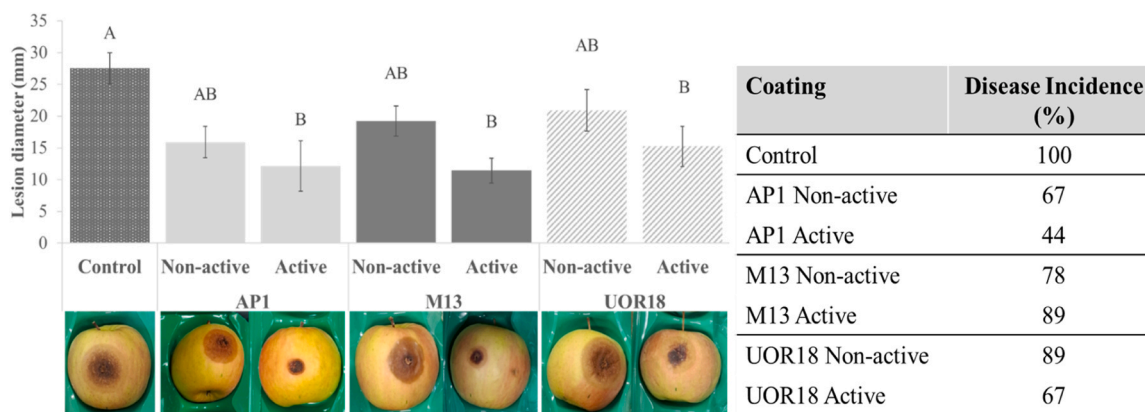 35
30
25
20
15
10
5
0
Lesion diameter (mm)
A
AB
B
AB
B
AB
B
Control Non-active Active Non-active Active Non-active Active
AP1 M13 UOR18
Coating Disease Incidence (%)
Control 100
AP1 Non-active 67
AP1 Active 44
M13 Non-active 78
M13 Active 89
UOR18 Non-active 89
UOR18 Active 67